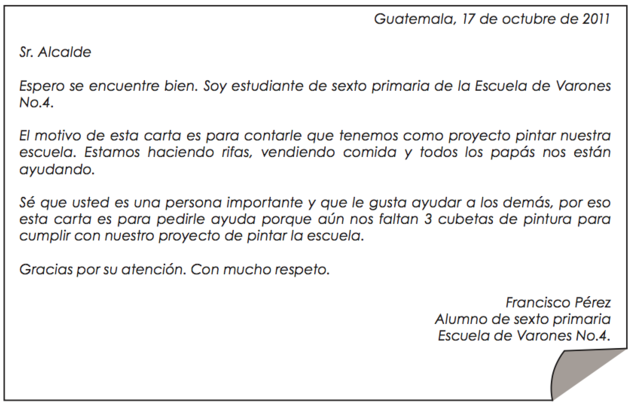 Guatemala, 17 de octubre de 2011
Sr. Alcalde
Espero se encuentre bien. Soy estudiante de sexto primaria de la Escuela de Varones
No.4.
El motivo de esta carta es para contarle que tenemos como proyecto pintar nuestra
escuela. Estamos haciendo rifas, vendiendo comida y todos los papás nos están
ayudando.
Sé que usted es una persona importante y que le gusta ayudar a los demás, por eso
esta carta es para pedirle ayuda porque aún nos faltan 3 cubetas de pintura para
cumplir con nuestro proyecto de pintar la escuela.
Gracias por su atención. Con mucho respeto.
Francisco Pérez
Alumno de sexto primaria
Escuela de Varones No.4.